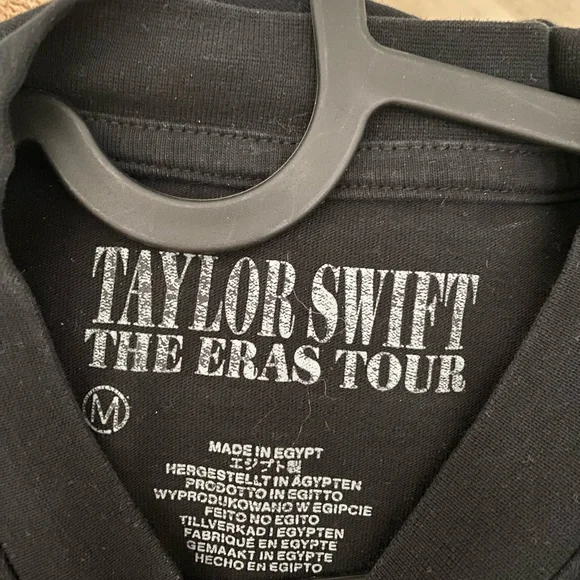 TAYLOR SWIFT
THE ERAS TOUR
M
MADE IN EGYPT
エジプト製
HERGESTELLT IN ÄGYPTEN
PRODOTTO IN EGITTO
WYPRODUKOWANO W EGIPCIE
FEITO NO EGITO
TILLVERKAD I EGYPTEN
FABRIQUÉ EN EGYPTE
GEMAAKT IN EGYPTE
HECHO EN EGIPTO